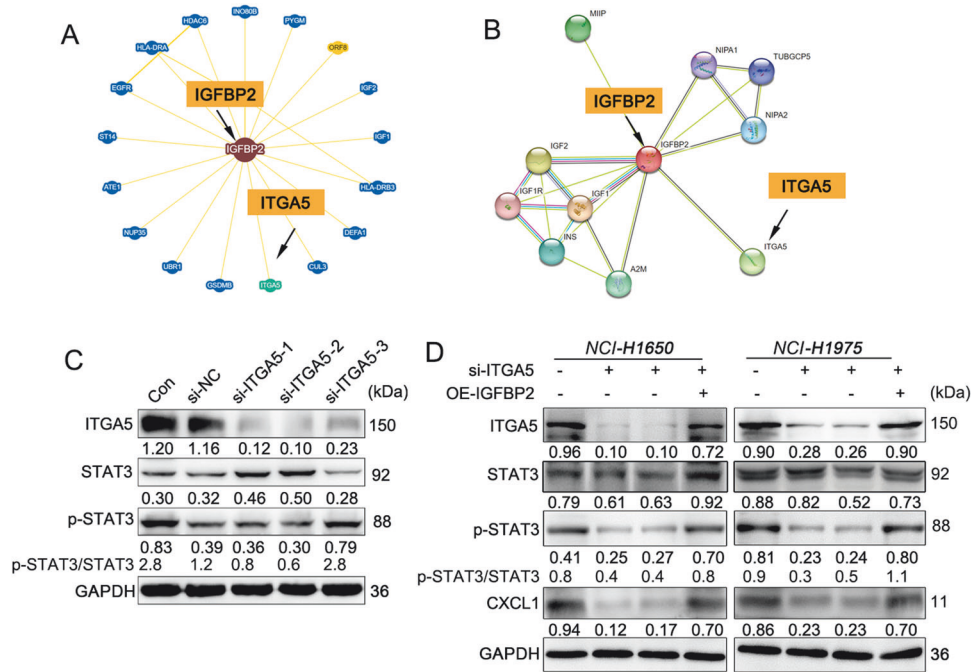 A
INO80B
HDAC6
PYGM
HLA-DRA
ORF8
EGFR
IGFBP2
IGF2
ST14
IGFBP2
IGF1
ATE1
ITGA5
HLA-DRB3
NUP35
DEFA1
UBR1
CUL3
GSDMB
ITGA5
B
MIIP
NIPA1
TUBGCP5
IGFBP2
NIPA2
IGF2
IGFBP2
ITGA5
IGF1R
IGF1
INS
ITGA5
A2M
C
Con si-NC si-ITGA5-1 si-ITGA5-2 si-ITGA5-3 (kDa)
ITGA5 150
1.20 1.16 0.12 0.10 0.23
STAT3 92
0.30 0.32 0.46 0.50 0.28
p-STAT3 88
0.83 0.39 0.36 0.30 0.79
p-STAT3/STAT3 2.8 1.2 0.8 0.6 2.8
GAPDH 36
D
NCI-H1650 NCI-H1975
si-ITGA5 - + + + - + + +
OE-IGFBP2 - - - + - - - + (kDa)
ITGA5 150
0.96 0.10 0.10 0.72 0.90 0.28 0.26 0.90
STAT3 92
0.79 0.61 0.63 0.92 0.88 0.82 0.52 0.73
p-STAT3 88
0.41 0.25 0.27 0.70 0.81 0.23 0.24 0.80
p-STAT3/STAT3 0.8 0.4 0.4 0.8 0.9 0.3 0.5 1.1
CXCL1 11
0.94 0.12 0.17 0.70 0.86 0.23 0.23 0.70
GAPDH 36